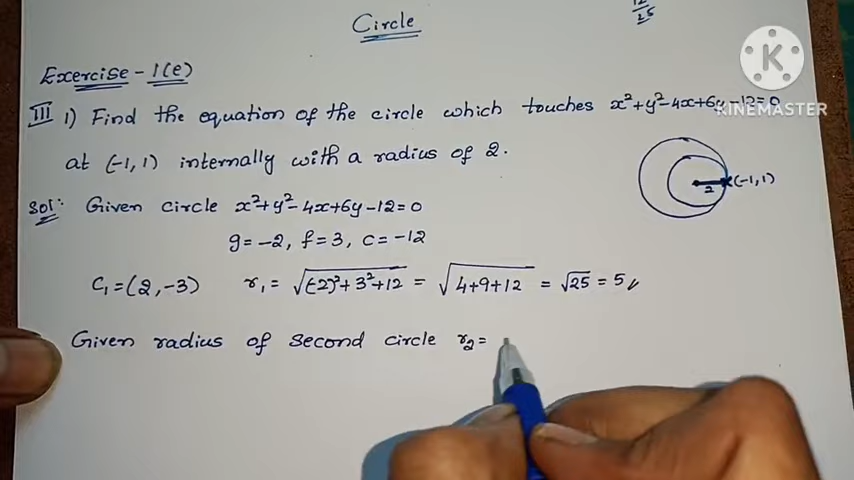 Circle
12/25
Exercise - 1(e)
III 1) Find the equation of the circle which touches x²+y²-4x+6y-12=0
at (-1,1) internally with a radius of 2.
Sol: Given circle x²+y²-4x+6y-12=0
g=-2, f=3, c=-12
C₁=(2,-3) r₁= √(-2)²+3²+12 = √4+9+12 = √25 = 5
Given radius of second circle r₂=
2
(-1,1)
K
KINEMASTER